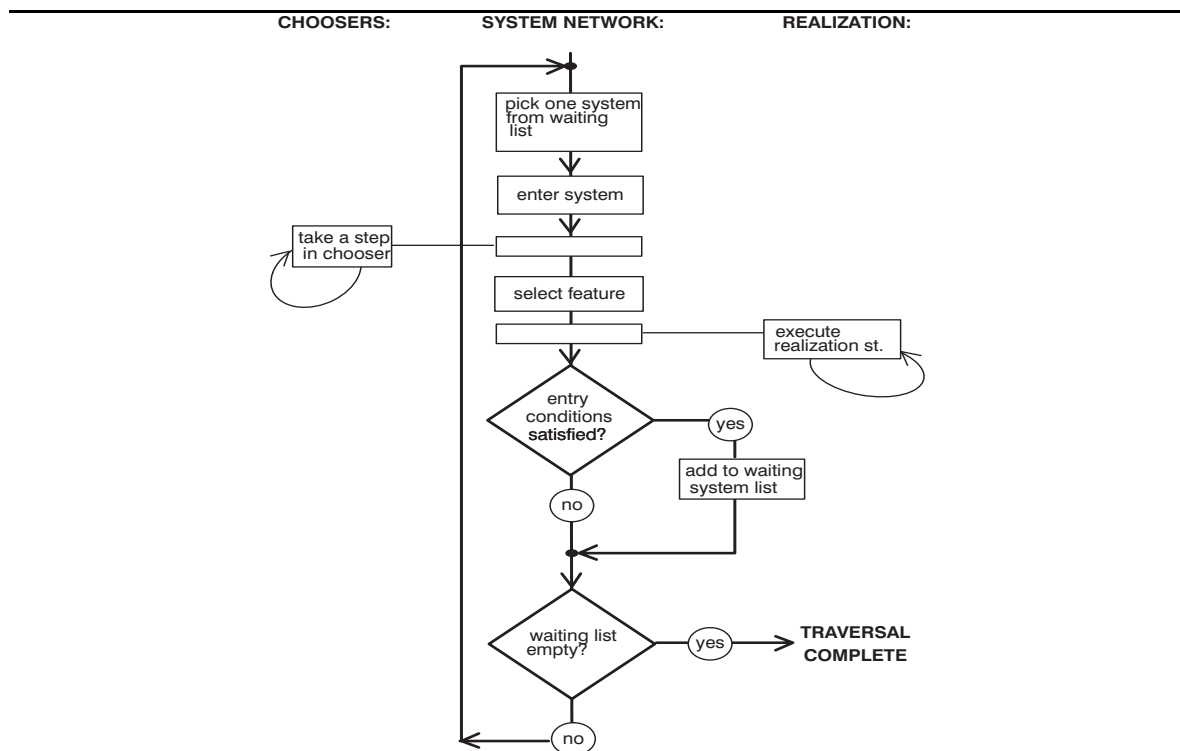 CHOOSERS: SYSTEM NETWORK: REALIZATION:
pick one system
from waiting
list
enter system
take a step
in chooser
select feature
execute
realization st.
entry
conditions
satisfied?
yes
add to waiting
system list
no
waiting list
empty?
yes
TRAVERSAL
COMPLETE
no